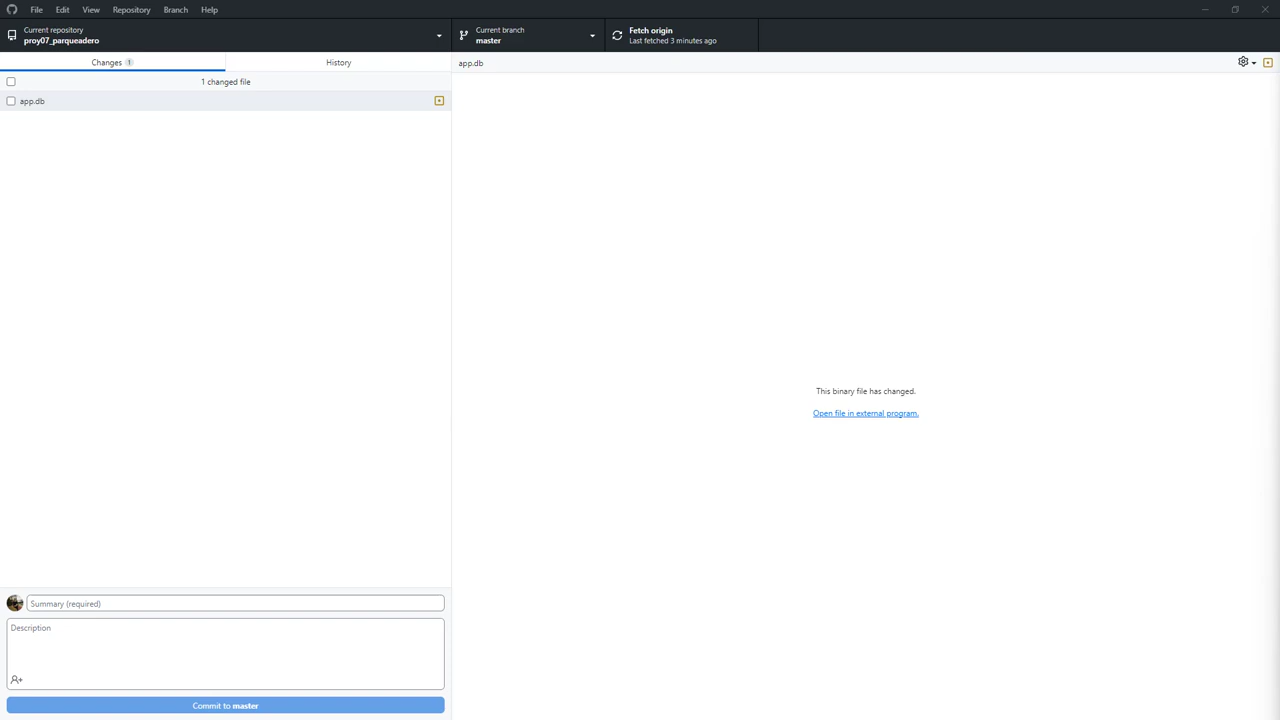 File Edit View Repository Branch Help
Current repository
proy07_parqueadero
Current branch
master
Fetch origin
Last fetched 3 minutes ago
Changes 1
History
1 changed file
app.db
app.db
This binary file has changed.
Open file in external program.
Summary (required)
Description
Commit to master